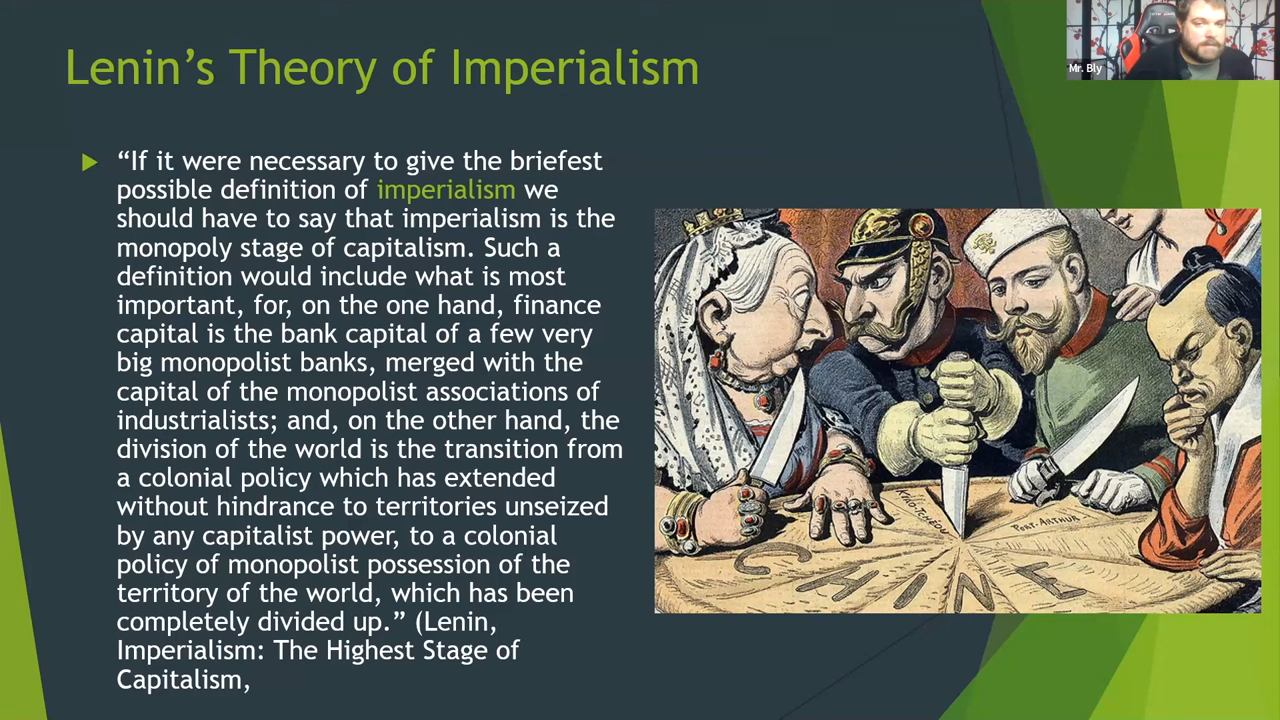 Lenin’s Theory of Imperialism
Mr. Bly
“If it were necessary to give the briefest
possible definition of imperialism we
should have to say that imperialism is the
monopoly stage of capitalism. Such a
definition would include what is most
important, for, on the one hand, finance
capital is the bank capital of a few very
big monopolist banks, merged with the
capital of the monopolist associations of
industrialists; and, on the other hand, the
division of the world is the transition from
a colonial policy which has extended
without hindrance to territories unseized
by any capitalist power, to a colonial
policy of monopolist possession of the
territory of the world, which has been
completely divided up.” (Lenin,
Imperialism: The Highest Stage of
Capitalism,
KIAO-TCHEOU
PORT-ARTHUR
CHINE